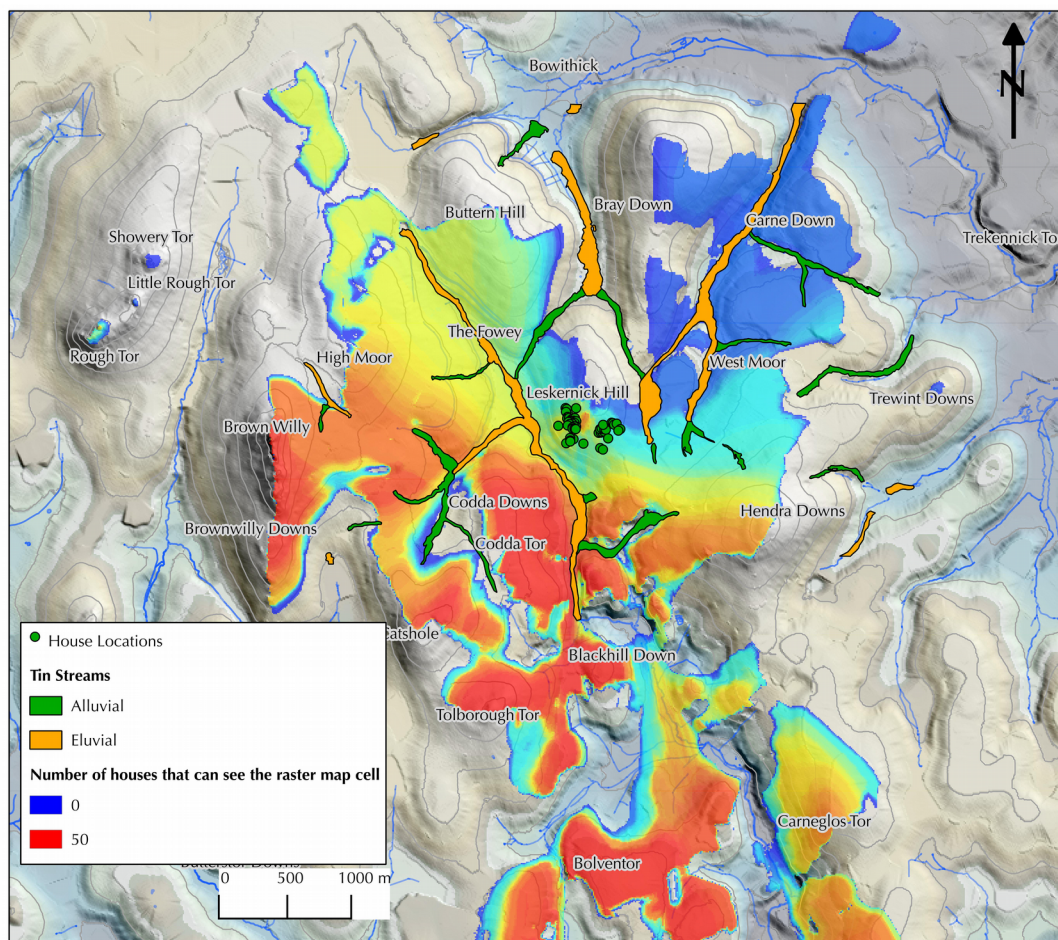 Bowithick
N
Bray Down
Buttern Hill
Carne Down
Showery Tor
Trekennick To
Little Rough Tor
The Fowey
Rough Tor
High Moor
West Moor
Leskernick Hill
Trewint Downs
Brown Willy
Codda Downs
Hendra Downs
Brownwilly Downs
Codda Tor
eatshole
House Locations
Blackhill Down
Tin Streams
Alluvial
Tolborough Tor
Eluvial
Number of houses that can see the raster map cell
0
50
Carneglos Tor
Bolventor
0 500 1000 m